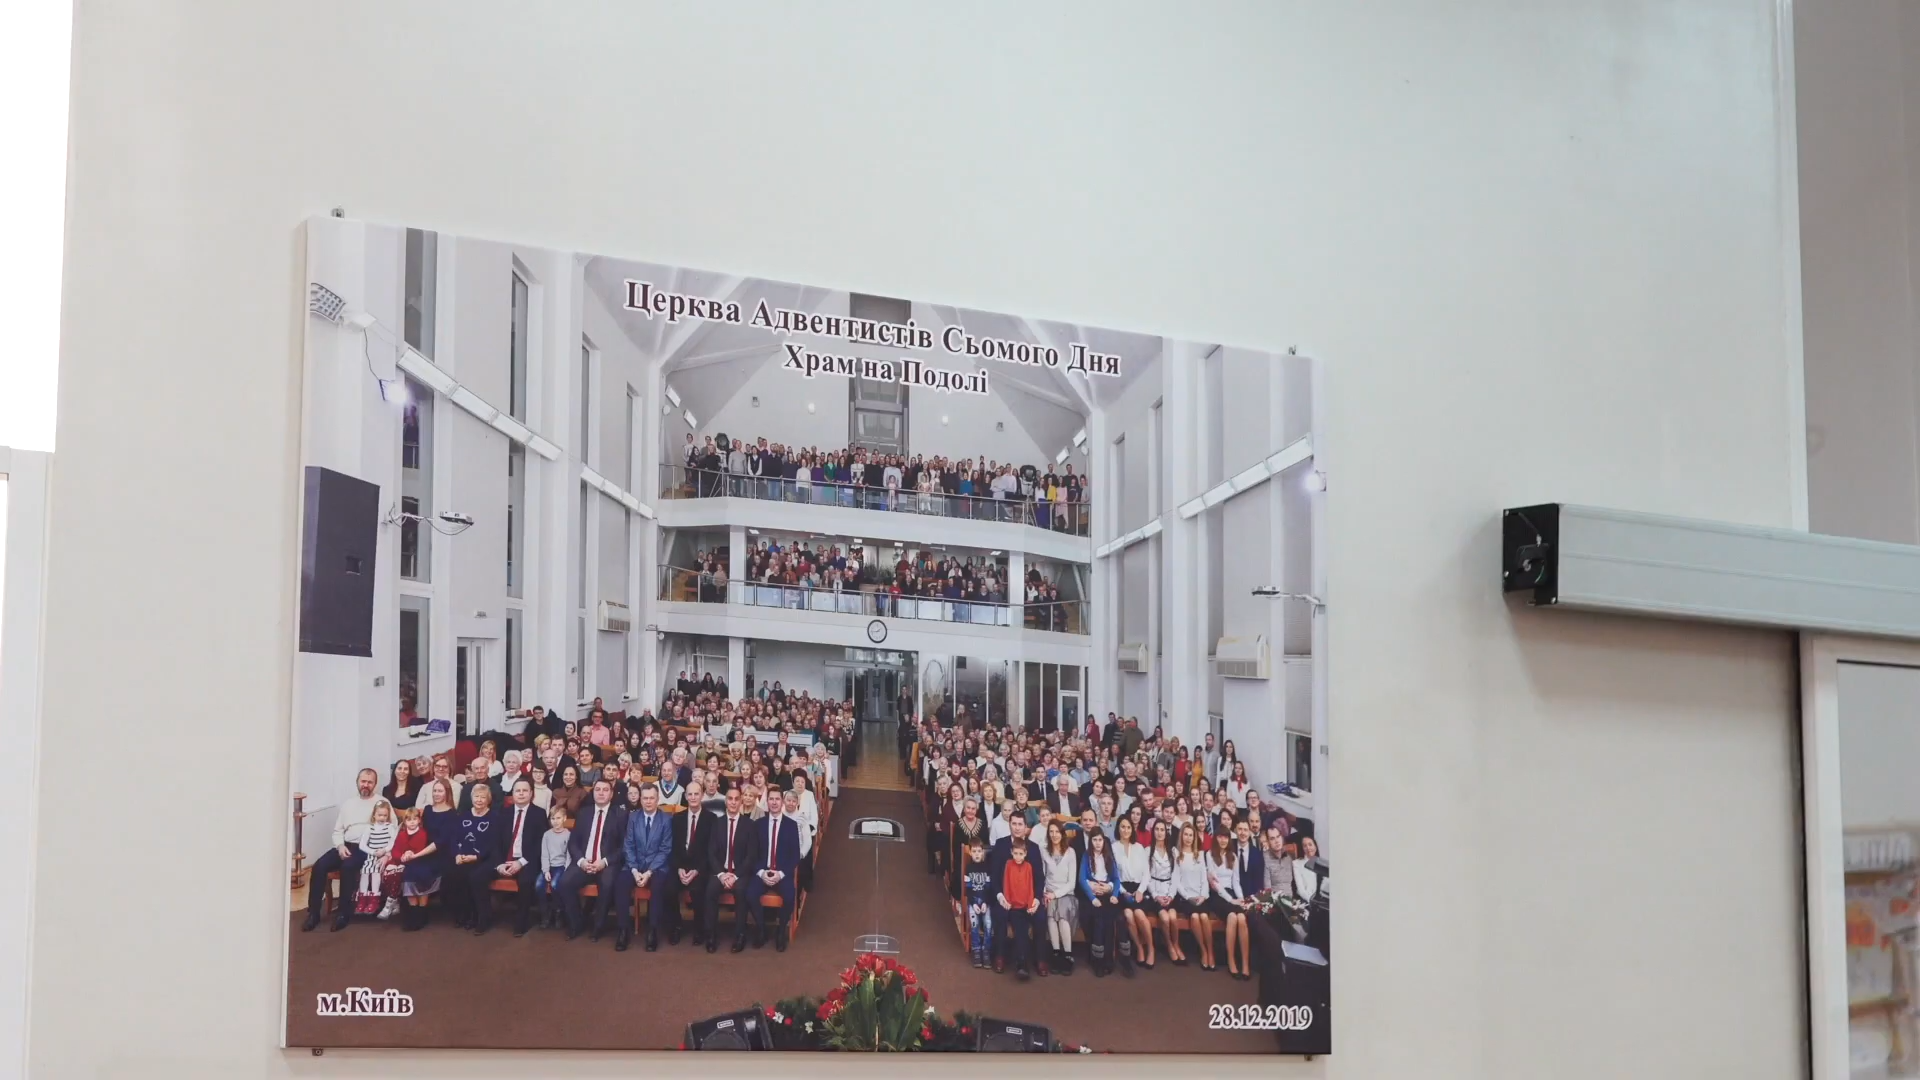 Церква Адвентистів Сьомого Дня
Храм на Подолі
м.Київ
28.12.2019